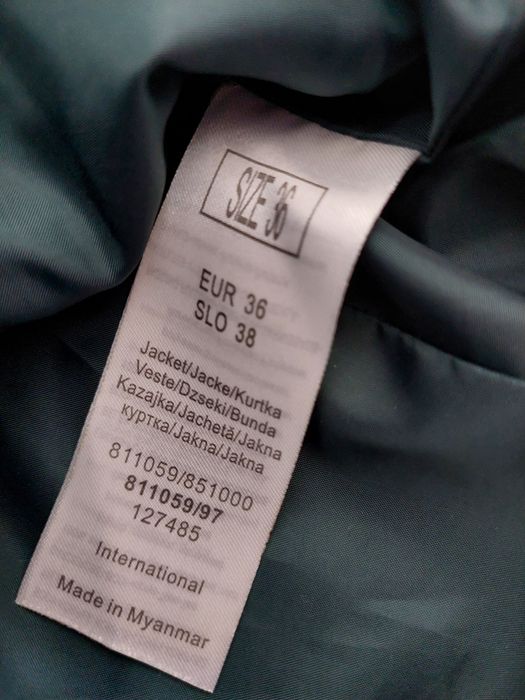 SIZE 36
EUR 36
SLO 38
Jacket/Jacke/Kurtka
Veste/Dzseki/Bunda
Kazajka/Jachetă/Jakna
куртка/Jakna/Jakna
811059/851000
811059/97
127485
International
Made in Myanmar